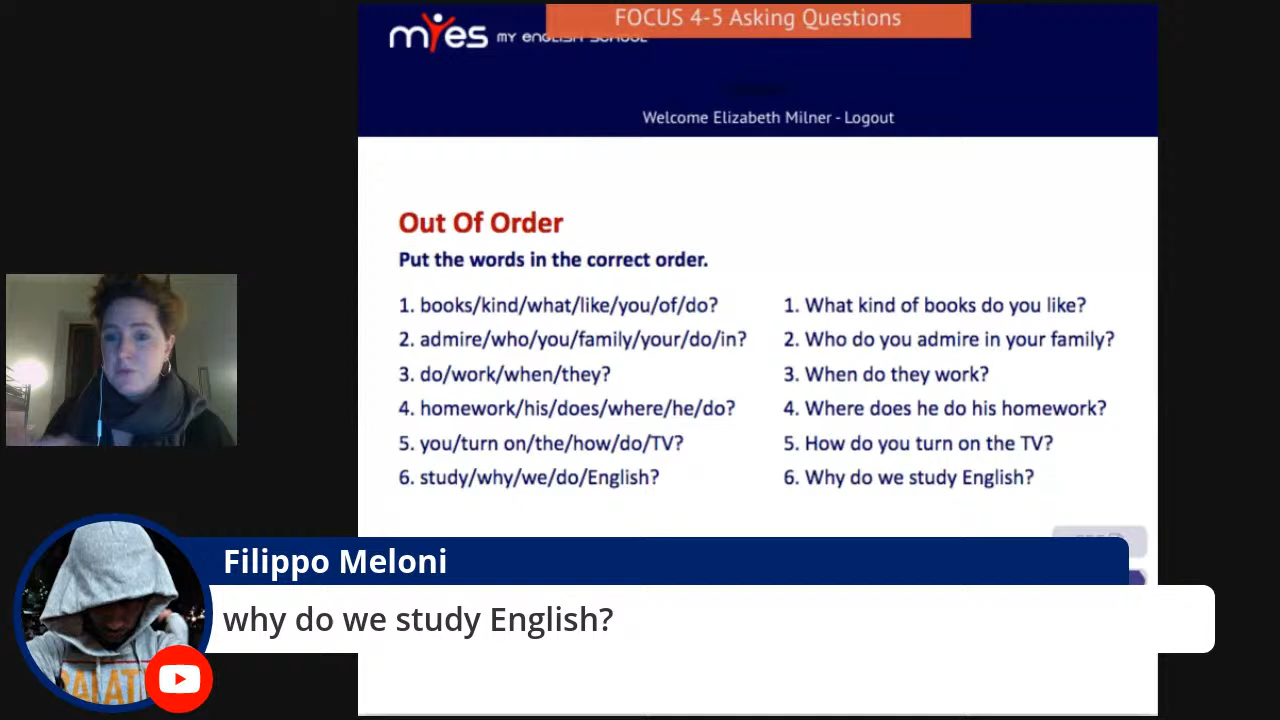 FOCUS 4-5 Asking Questions
myes MY ENGLISH SCHOOL
Welcome Elizabeth Milner - Logout
Out Of Order
Put the words in the correct order.
1. books/kind/what/like/you/of/do?
2. admire/who/you/family/your/do/in?
3. do/work/when/they?
4. homework/his/does/where/he/do?
5. you/turn on/the/how/do/TV?
6. study/why/we/do/English?
1. What kind of books do you like?
2. Who do you admire in your family?
3. When do they work?
4. Where does he do his homework?
5. How do you turn on the TV?
6. Why do we study English?
Filippo Meloni
why do we study English?